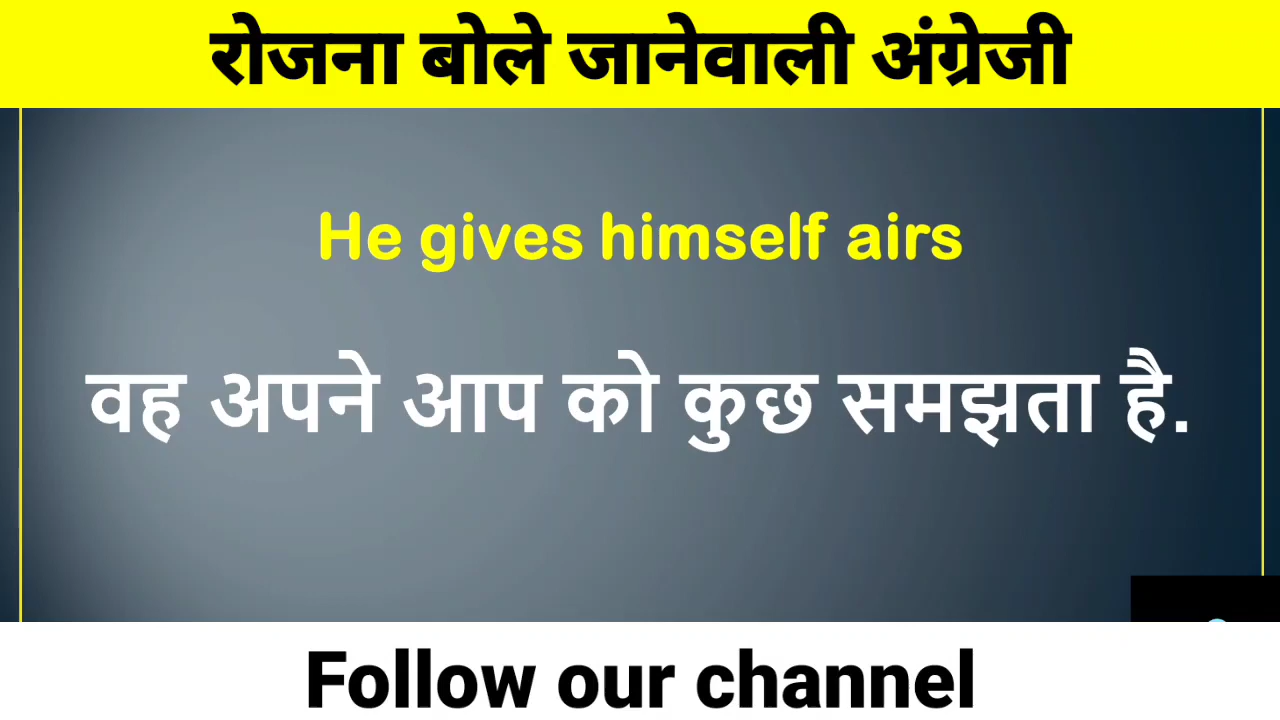 रोजना बोले जानेवाली अंग्रेजी
He gives himself airs
वह अपने आप को कुछ समझता है.
Follow our channel